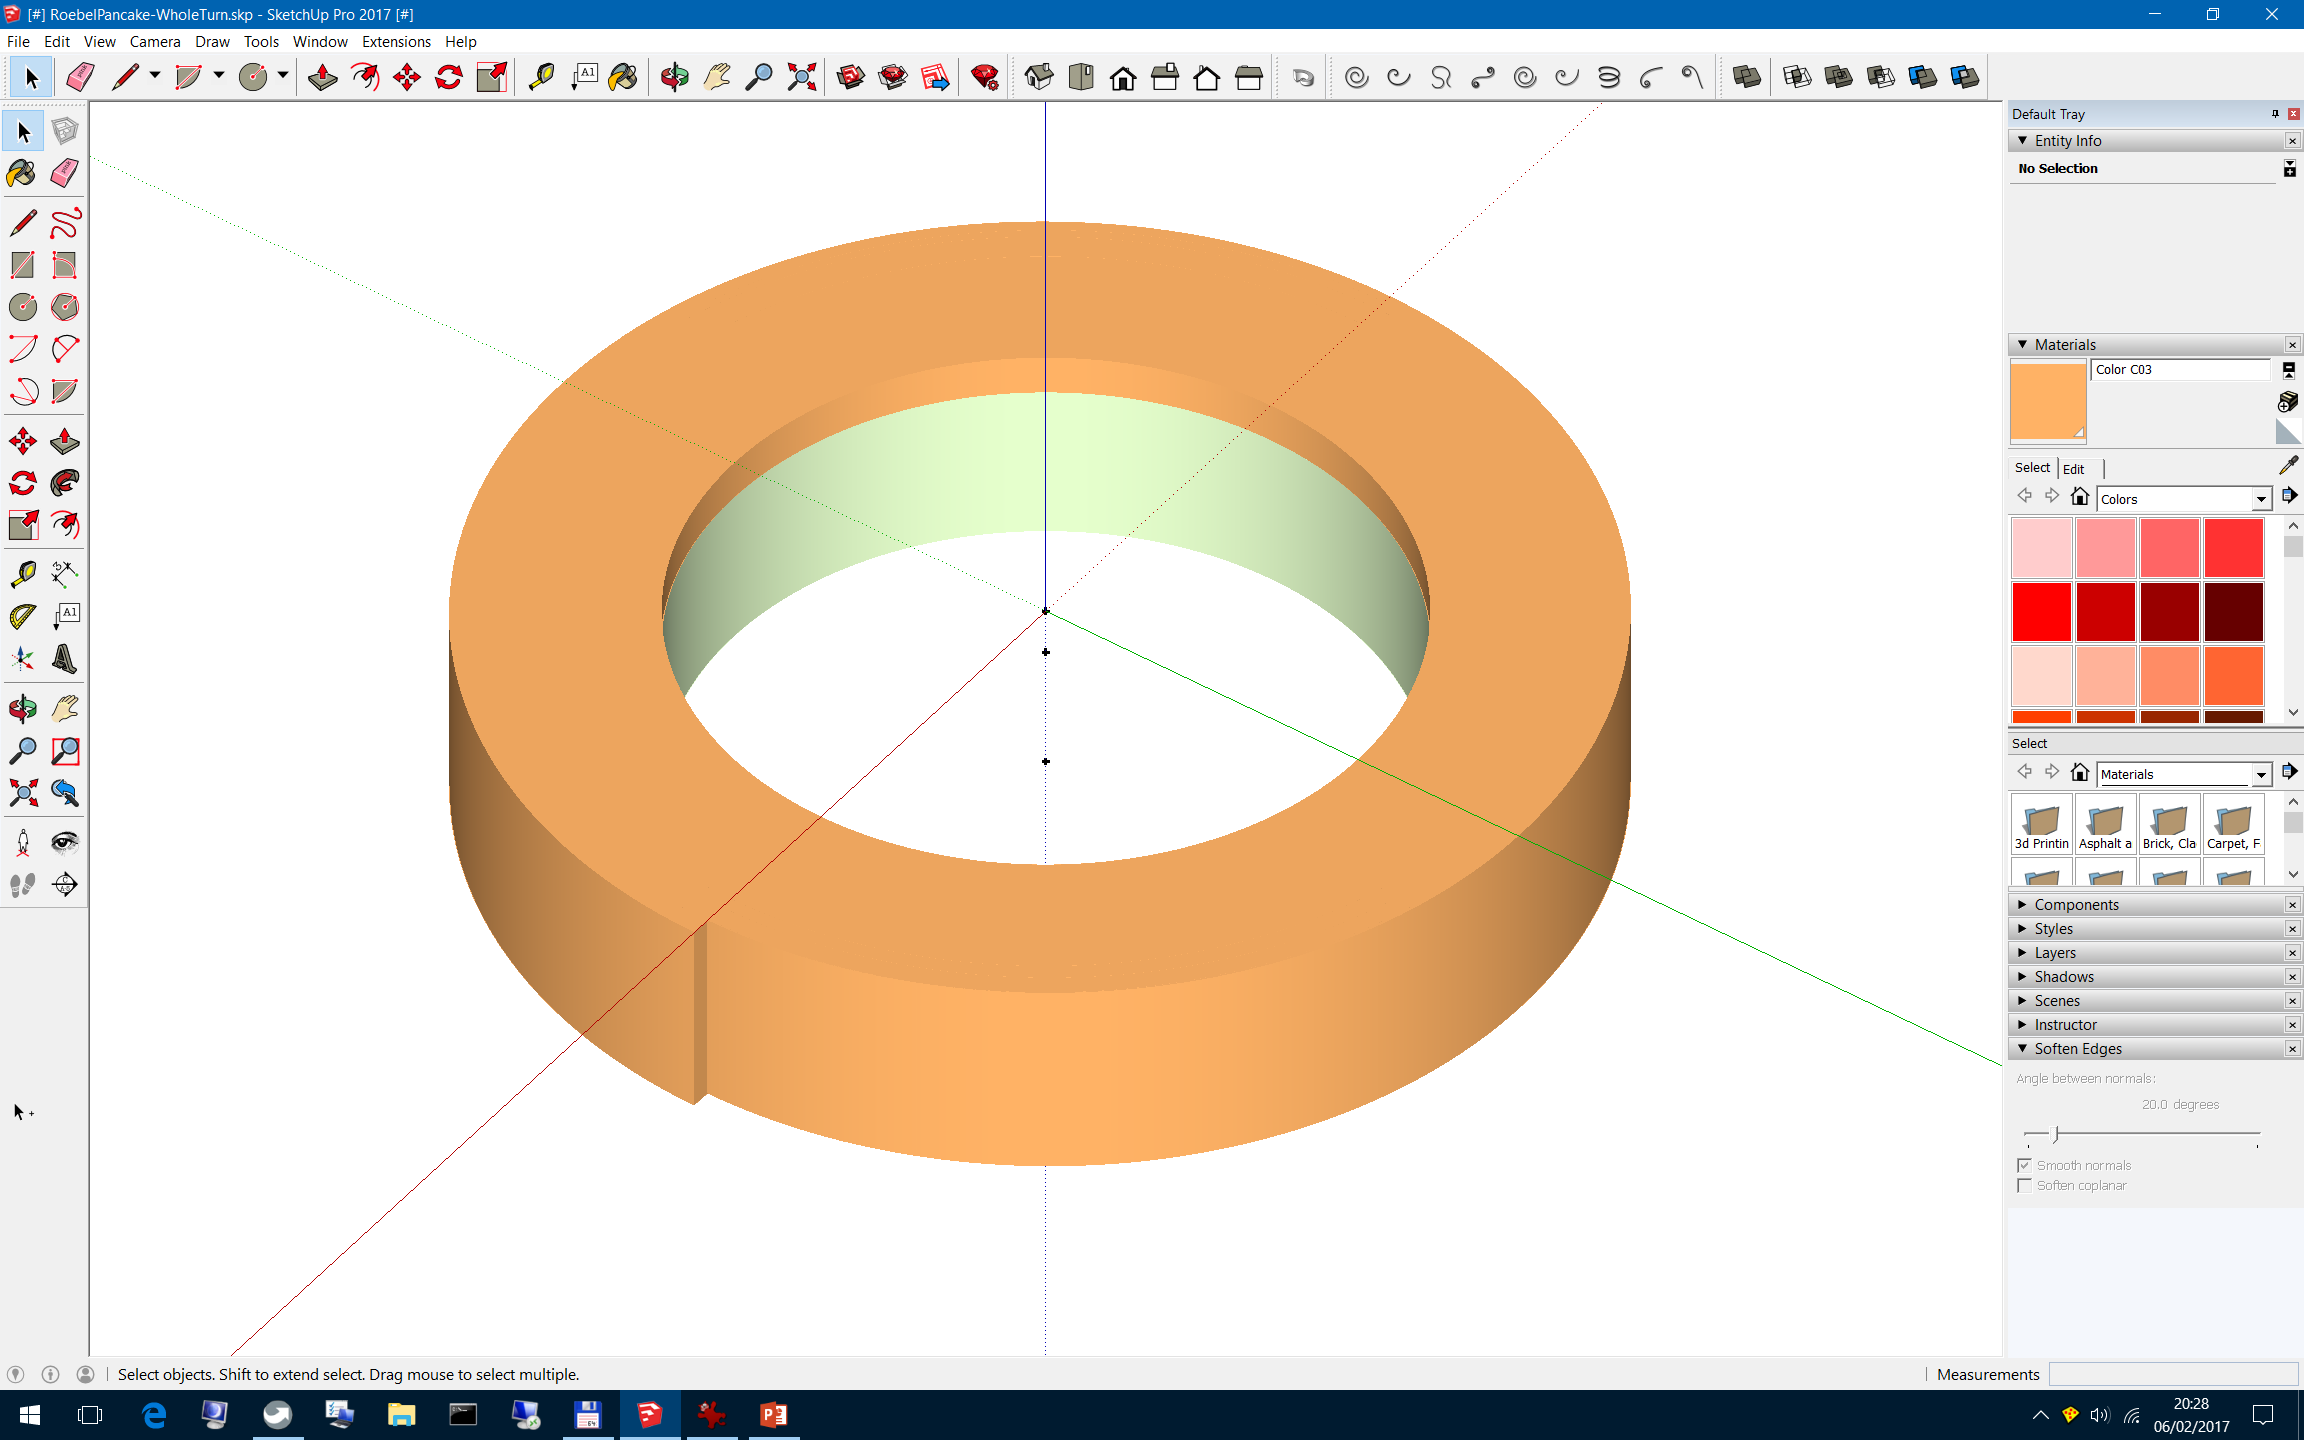 [#] RoebelPancake-WholeTurn.skp - SketchUp Pro 2017 [#]
File Edit View Camera Draw Tools Window Extensions Help
A1
Default Tray
Entity Info
No Selection
Materials
Color C03
Select Edit
Colors
A1
Select
Materials
3d Printin Asphalt a Brick, Cla Carpet, F
Components
Styles
Layers
Shadows
Scenes
Instructor
Soften Edges
Angle between normals:
20.0 degrees
Smooth normals
Soften coplanar
Select objects. Shift to extend select. Drag mouse to select multiple.
Measurements
20:28
06/02/2017